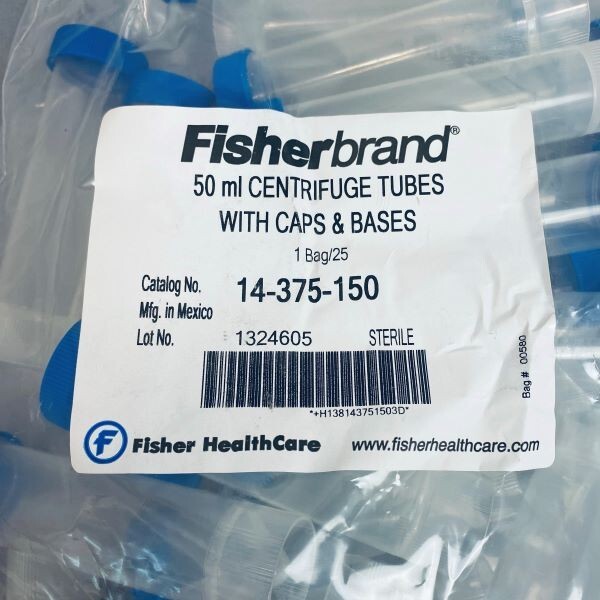 Fisherbrand®
50 ml CENTRIFUGE TUBES
WITH CAPS & BASES
1 Bag/25
Catalog No. 14-375-150
Mfg. in Mexico
Lot No. 1324605 STERILE
*+H138143751503D*
Bag # 00580
F Fisher HealthCare www.fisherhealthcare.com